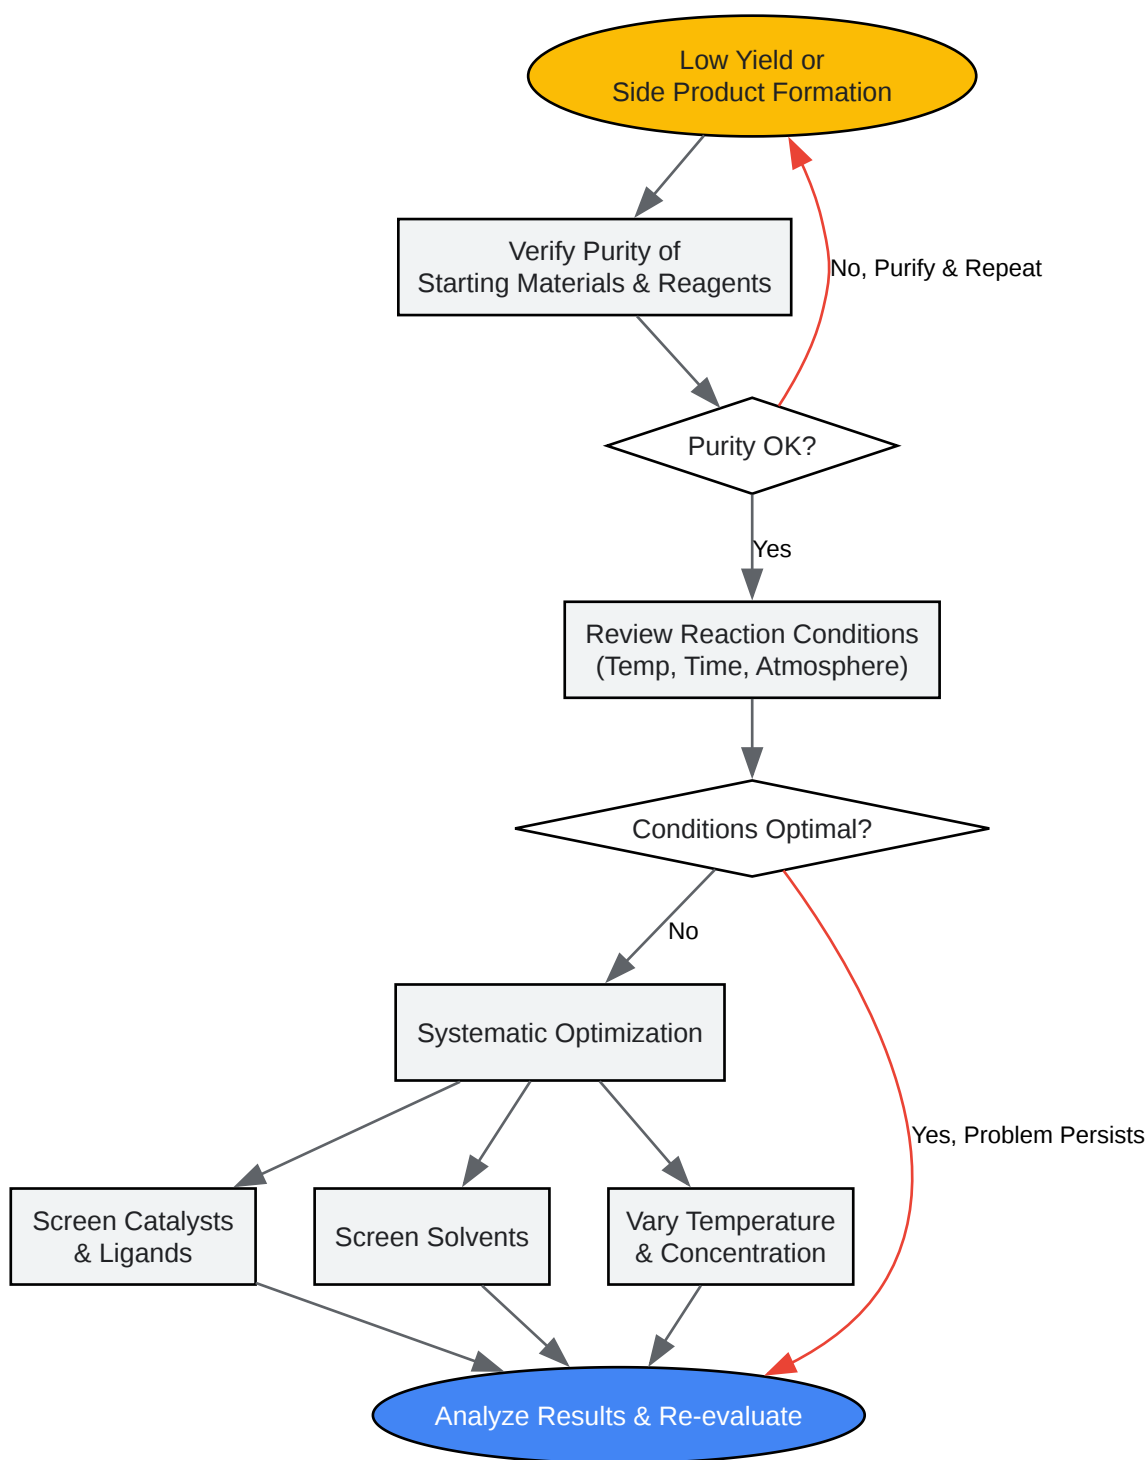 Low Yield or
Side Product Formation
Verify Purity of
Starting Materials & Reagents
No, Purify & Repeat
Purity OK?
Yes
Review Reaction Conditions
(Temp, Time, Atmosphere)
Conditions Optimal?
No
Systematic Optimization
Yes, Problem Persists
Screen Catalysts
& Ligands
Screen Solvents
Vary Temperature
& Concentration
Analyze Results & Re-evaluate